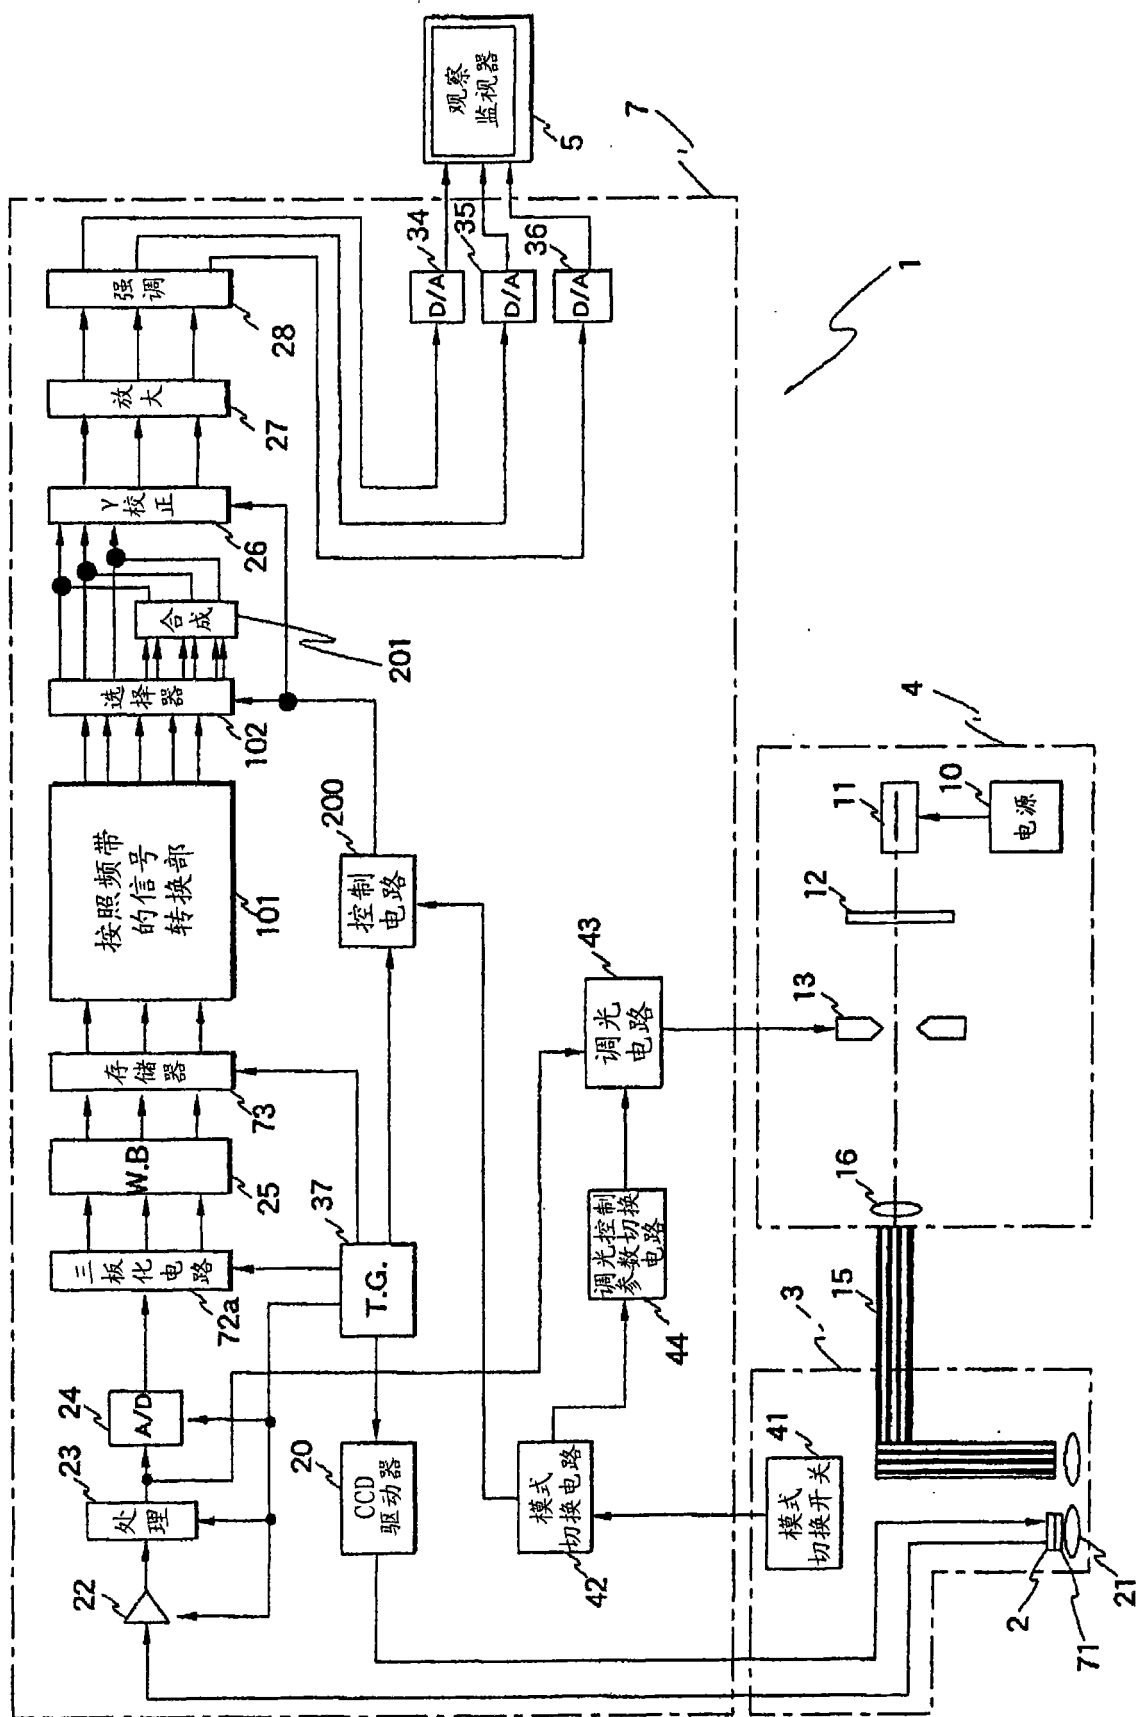 观察
监视器
5
7
1
强
调
28
放
大
27
γ
校
正
26
合
成
201
选
择
器
102
按照频带
的信号
转换部
101
存
储
器
73
W.B
25
三
板
化
电
路
72a
A/D
24
处
理
23
22
D/A
34
D/A
35
D/A
36
控制
电路
200
T.G.
37
CCD
驱动器
20
调光
电路
43
调光控制
参数切换
电路
44
模式
切换电路
42
模式
切换开关
41
4
11
电源
10
12
13
16
15
3
2
71
21